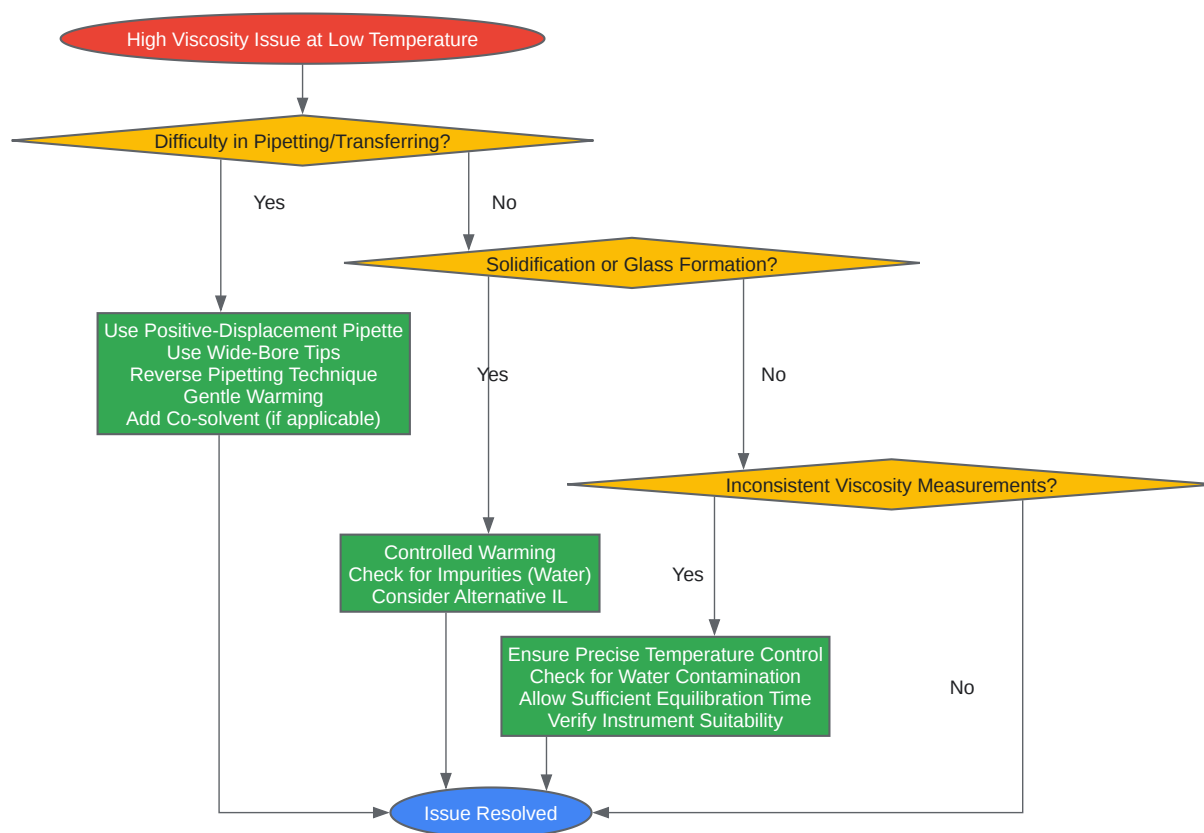 High Viscosity Issue at Low Temperature
Difficulty in Pipetting/Transferring?
Yes
No
Solidification or Glass Formation?
Use Positive-Displacement Pipette
Use Wide-Bore Tips
Reverse Pipetting Technique
Gentle Warming
Add Co-solvent (if applicable)
Yes
No
Inconsistent Viscosity Measurements?
Controlled Warming
Check for Impurities (Water)
Consider Alternative IL
Yes
Ensure Precise Temperature Control
Check for Water Contamination
Allow Sufficient Equilibration Time
Verify Instrument Suitability
No
Issue Resolved